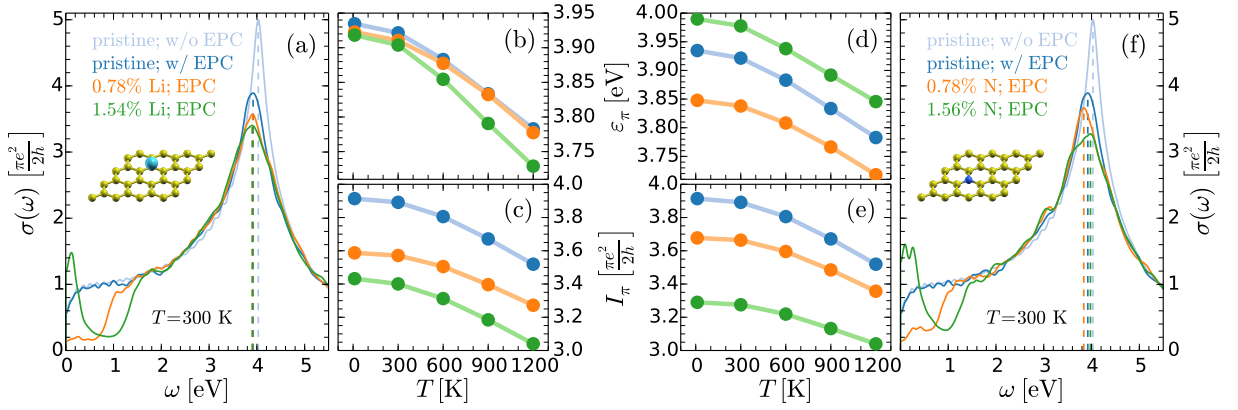 (a)
pristine; w/o EPC
pristine; w/ EPC
0.78% Li; EPC
1.54% Li; EPC
T=300 K
σ(ω) [πe²/2h]
5
4
3
2
1
0
0 1 2 3 4 5
ω [eV]
(b)
3.95
3.90
3.85
3.80
3.75
3.70
(c)
4.0
3.8
3.6
3.4
3.2
3.0
0 300 600 900 1200
T [K]
(d)
ε_π [eV]
4.00
3.95
3.90
3.85
3.80
3.75
(e)
I_π [πe²/2h]
4.0
3.8
3.6
3.4
3.2
3.0
0 300 600 900 1200
T [K]
(f)
pristine; w/o EPC
pristine; w/ EPC
0.78% N; EPC
1.56% N; EPC
T=300 K
0 1 2 3 4 5
ω [eV]
5
4
3
2
1
0
σ(ω) [πe²/2h]